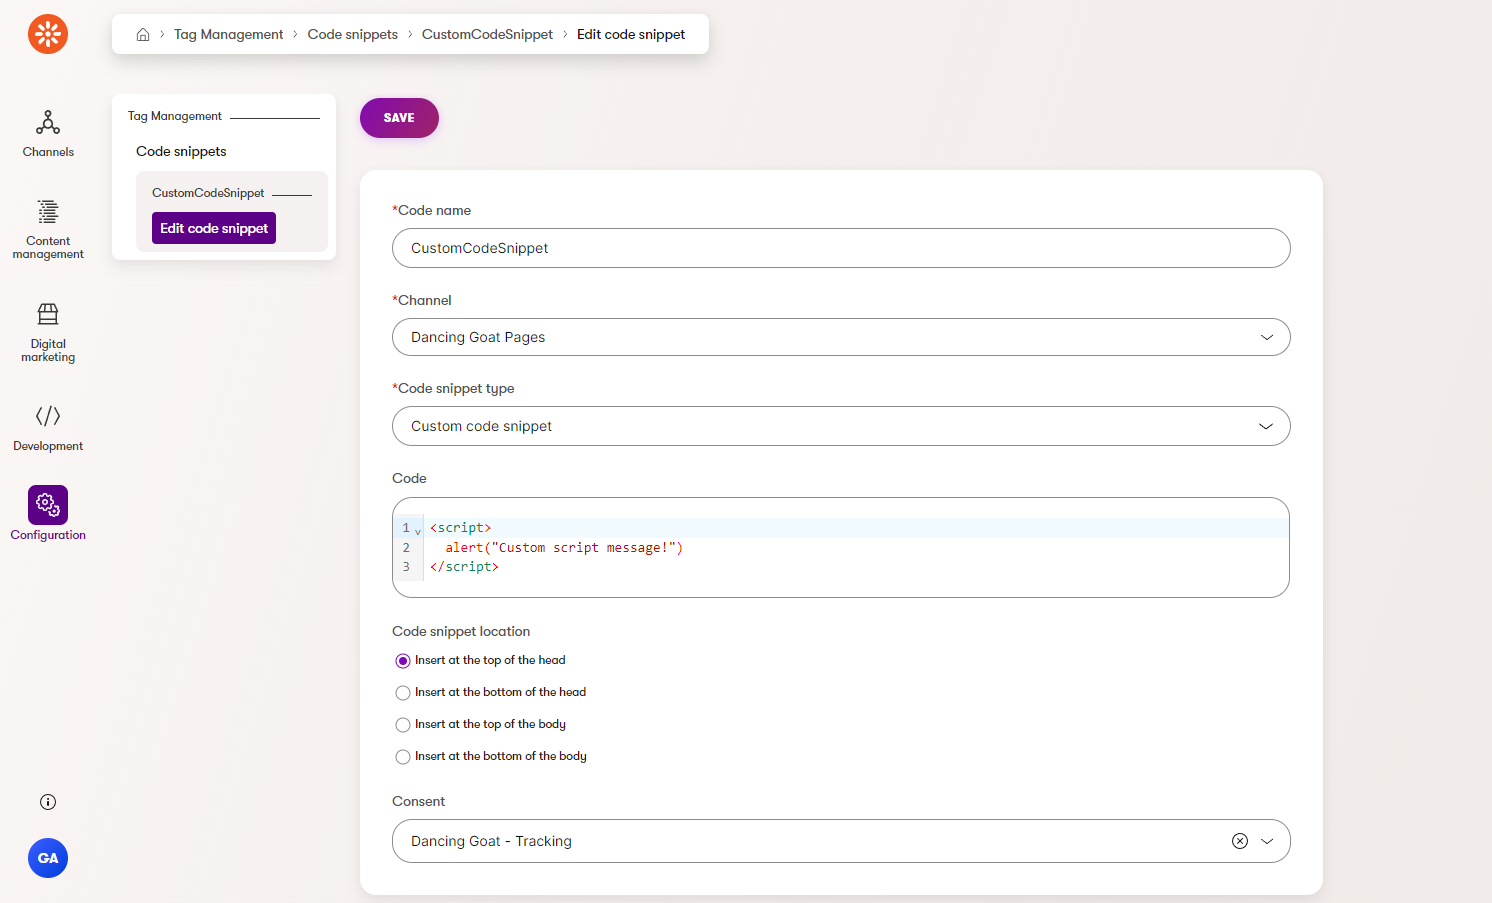 Tag Management > Code snippets > CustomCodeSnippet > Edit code snippet
Channels
Content
management
Digital
marketing
Development
Configuration
GA
Tag Management
Code snippets
CustomCodeSnippet
Edit code snippet
SAVE
*Code name
CustomCodeSnippet
*Channel
Dancing Goat Pages
*Code snippet type
Custom code snippet
Code
1 <script>
2 alert("Custom script message!")
3 </script>
Code snippet location
Insert at the top of the head
Insert at the bottom of the head
Insert at the top of the body
Insert at the bottom of the body
Consent
Dancing Goat - Tracking